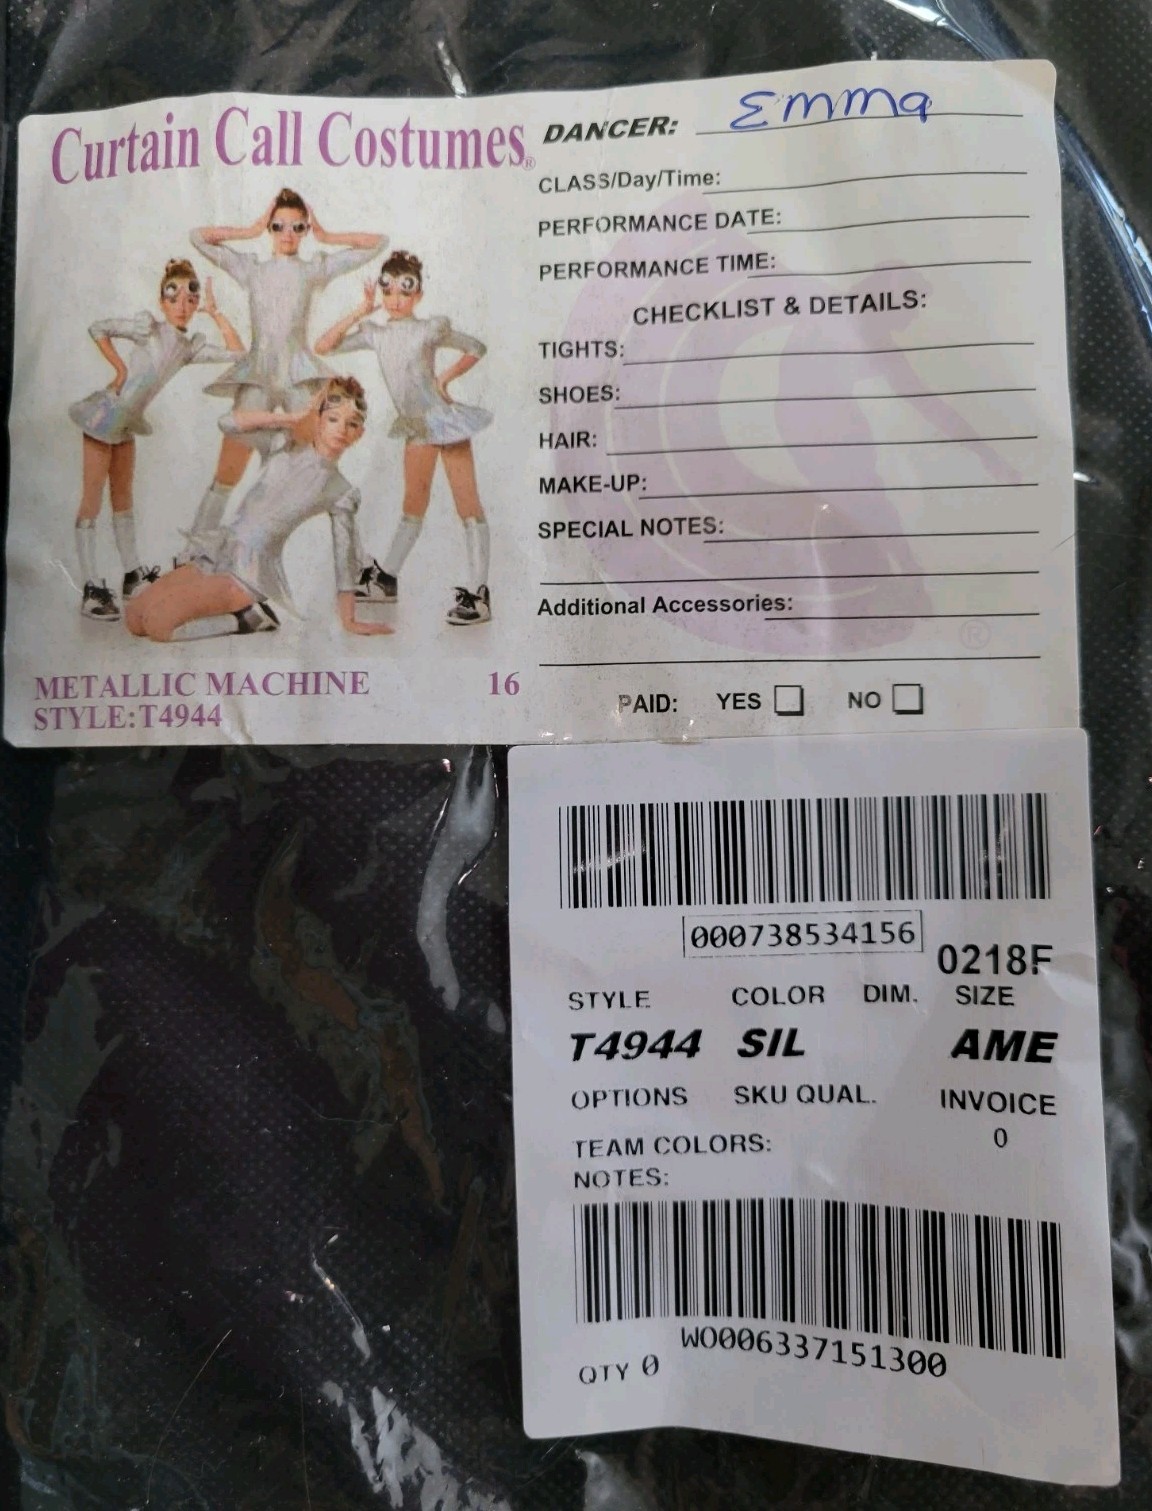 Curtain Call Costumes®
DANCER: Emma
CLASS/Day/Time:
PERFORMANCE DATE:
PERFORMANCE TIME:
CHECKLIST & DETAILS:
TIGHTS:
SHOES:
HAIR:
MAKE-UP:
SPECIAL NOTES:
Additional Accessories:
®
PAID: YES NO
METALLIC MACHINE 16
STYLE:T4944
000738534156
0218F
STYLE COLOR DIM. SIZE
T4944 SIL AME
OPTIONS SKU QUAL. INVOICE
0
TEAM COLORS:
NOTES:
WO006337151300
QTY 0